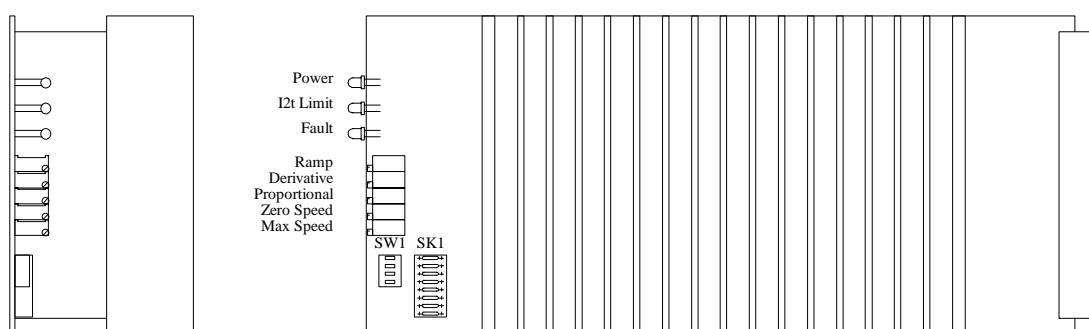 Power
I2t Limit
Fault
Ramp
Derivative
Proportional
Zero Speed
Max Speed
SW1 SK1